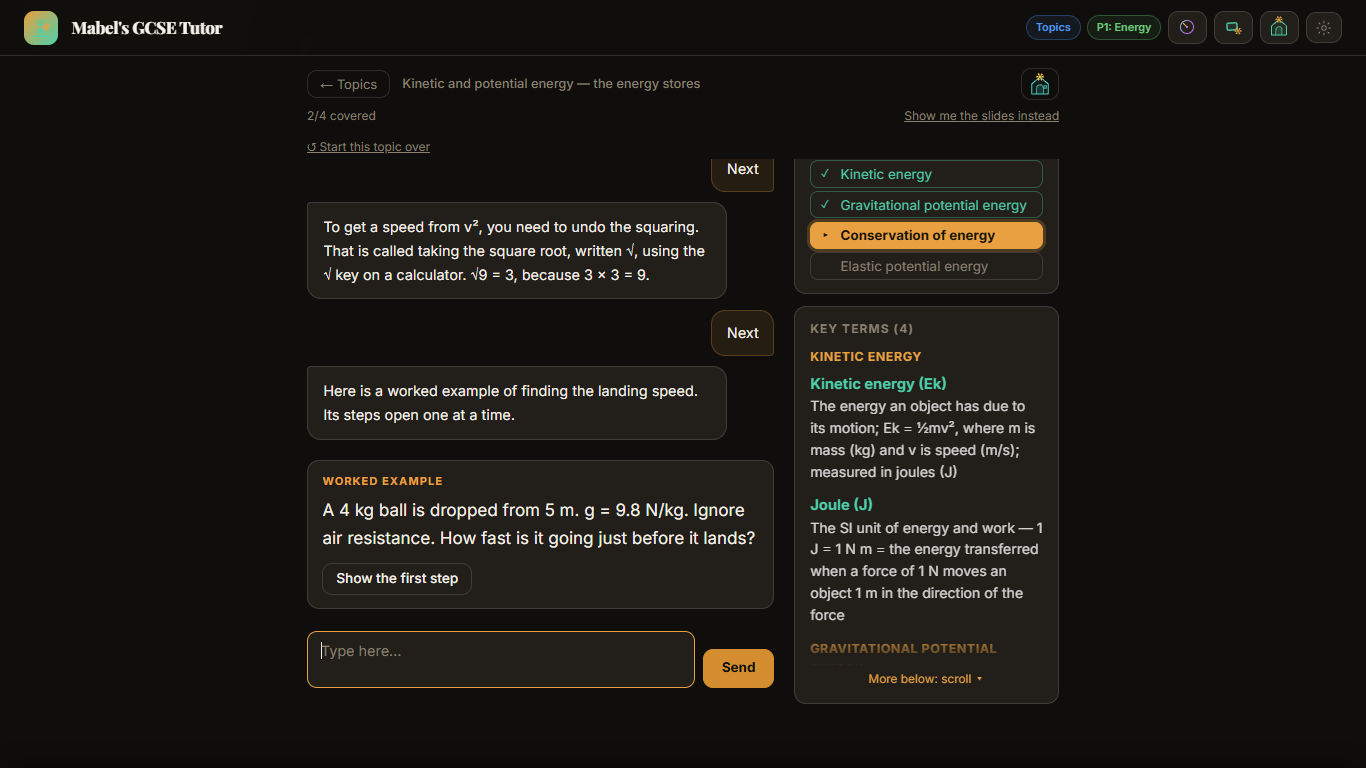 Mabel's GCSE Tutor
Topics
P1: Energy
← Topics
Kinetic and potential energy — the energy stores
2/4 covered
Show me the slides instead
↺ Start this topic over
Next
To get a speed from v², you need to undo the squaring.
That is called taking the square root, written √, using the
√ key on a calculator. √9 = 3, because 3 × 3 = 9.
Next
Here is a worked example of finding the landing speed.
Its steps open one at a time.
WORKED EXAMPLE
A 4 kg ball is dropped from 5 m. g = 9.8 N/kg. Ignore
air resistance. How fast is it going just before it lands?
Show the first step
Type here...
Send
✓ Kinetic energy
✓ Gravitational potential energy
‣ Conservation of energy
Elastic potential energy
KEY TERMS (4)
KINETIC ENERGY
Kinetic energy (Ek)
The energy an object has due to
its motion; Ek = ½mv², where m is
mass (kg) and v is speed (m/s);
measured in joules (J)
Joule (J)
The SI unit of energy and work — 1
J = 1 N m = the energy transferred
when a force of 1 N moves an
object 1 m in the direction of the
force
GRAVITATIONAL POTENTIAL
More below: scroll ▾